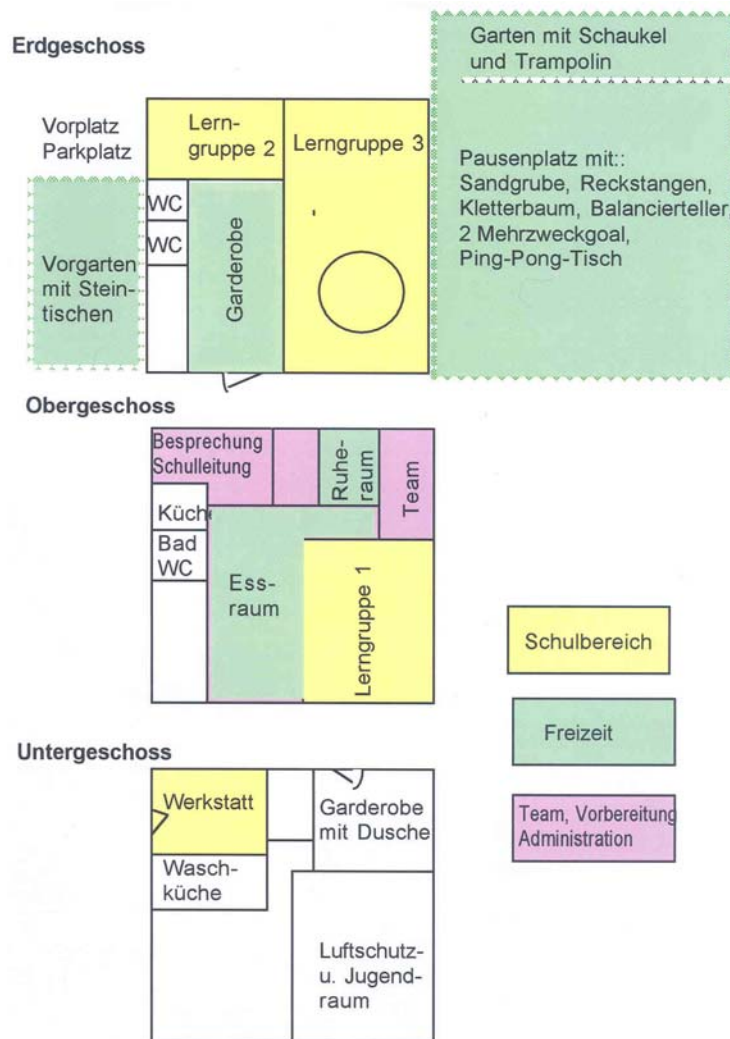 Erdgeschoss
Garten mit Schaukel
und Trampolin
Vorplatz
Parkplatz
Lern-
gruppe 2
Lerngruppe 3
Pausenplatz mit::
Sandgrube, Reckstangen,
Kletterbaum, Balancierteller,
2 Mehrzweckgoal,
Ping-Pong-Tisch
WC
WC
Vorgarten
mit Stein-
tischen
Garderobe
Obergeschoss
Besprechung
Schulleitung
Ruhe-
raum
Team
Küche
Bad
WC
Ess-
raum
Lerngruppe 1
Schulbereich
Freizeit
Team, Vorbereitung
Administration
Untergeschoss
Werkstatt
Garderobe
mit Dusche
Wasch-
küche
Luftschutz-
u. Jugend-
raum